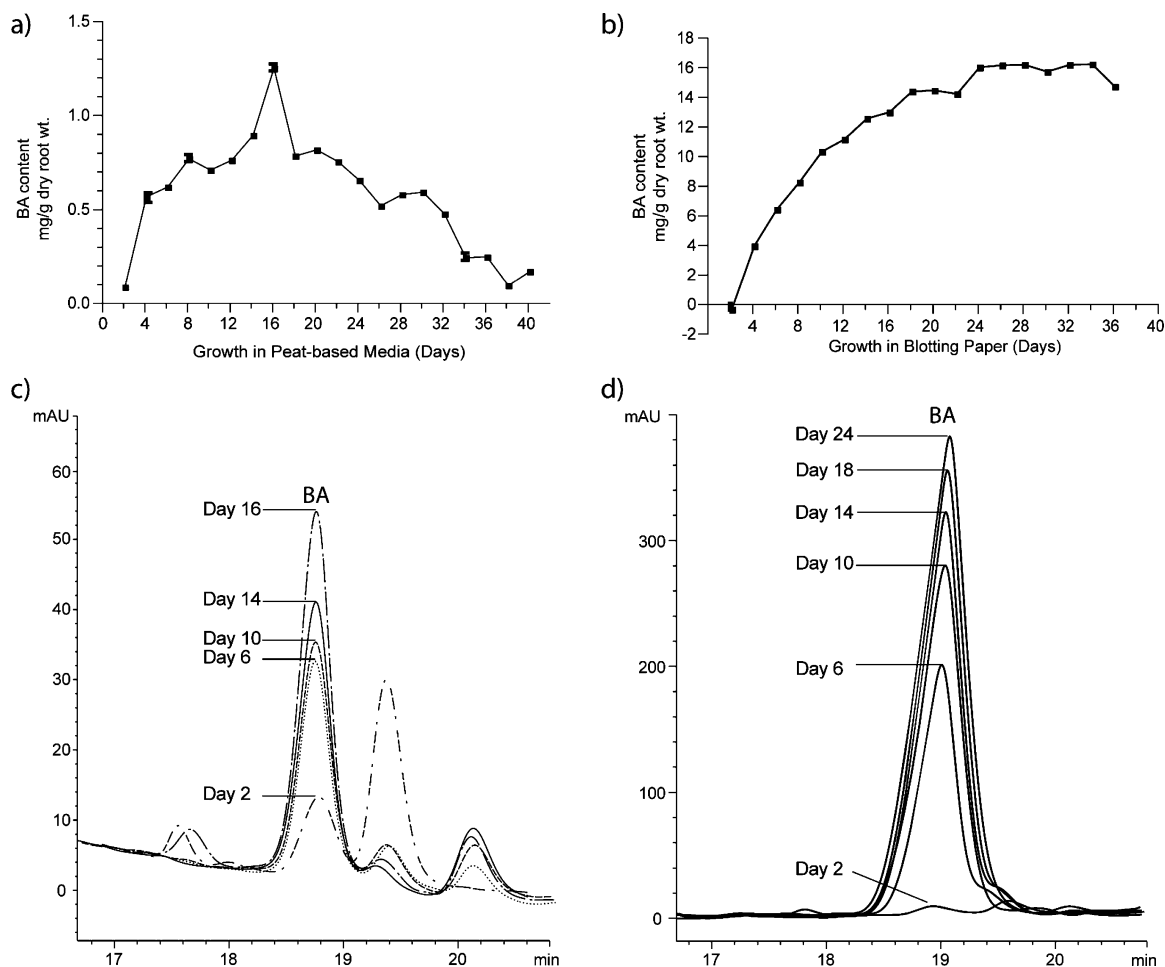 a)
1.5
1.0
0.5
0.0
BA content
mg/g dry root wt.
0 4 8 12 16 20 24 28 32 36 40
Growth in Peat-based Media (Days)
b)
18
16
14
12
10
8
6
4
2
0
-2
BA content
mg/g dry root wt.
4 8 12 16 20 24 28 32 36 40
Growth in Blotting Paper (Days)
c)
mAU
60
50
40
30
20
10
0
BA
Day 16
Day 14
Day 10
Day 6
Day 2
17 18 19 20 min
d)
mAU
300
200
100
0
BA
Day 24
Day 18
Day 14
Day 10
Day 6
Day 2
17 18 19 20 min